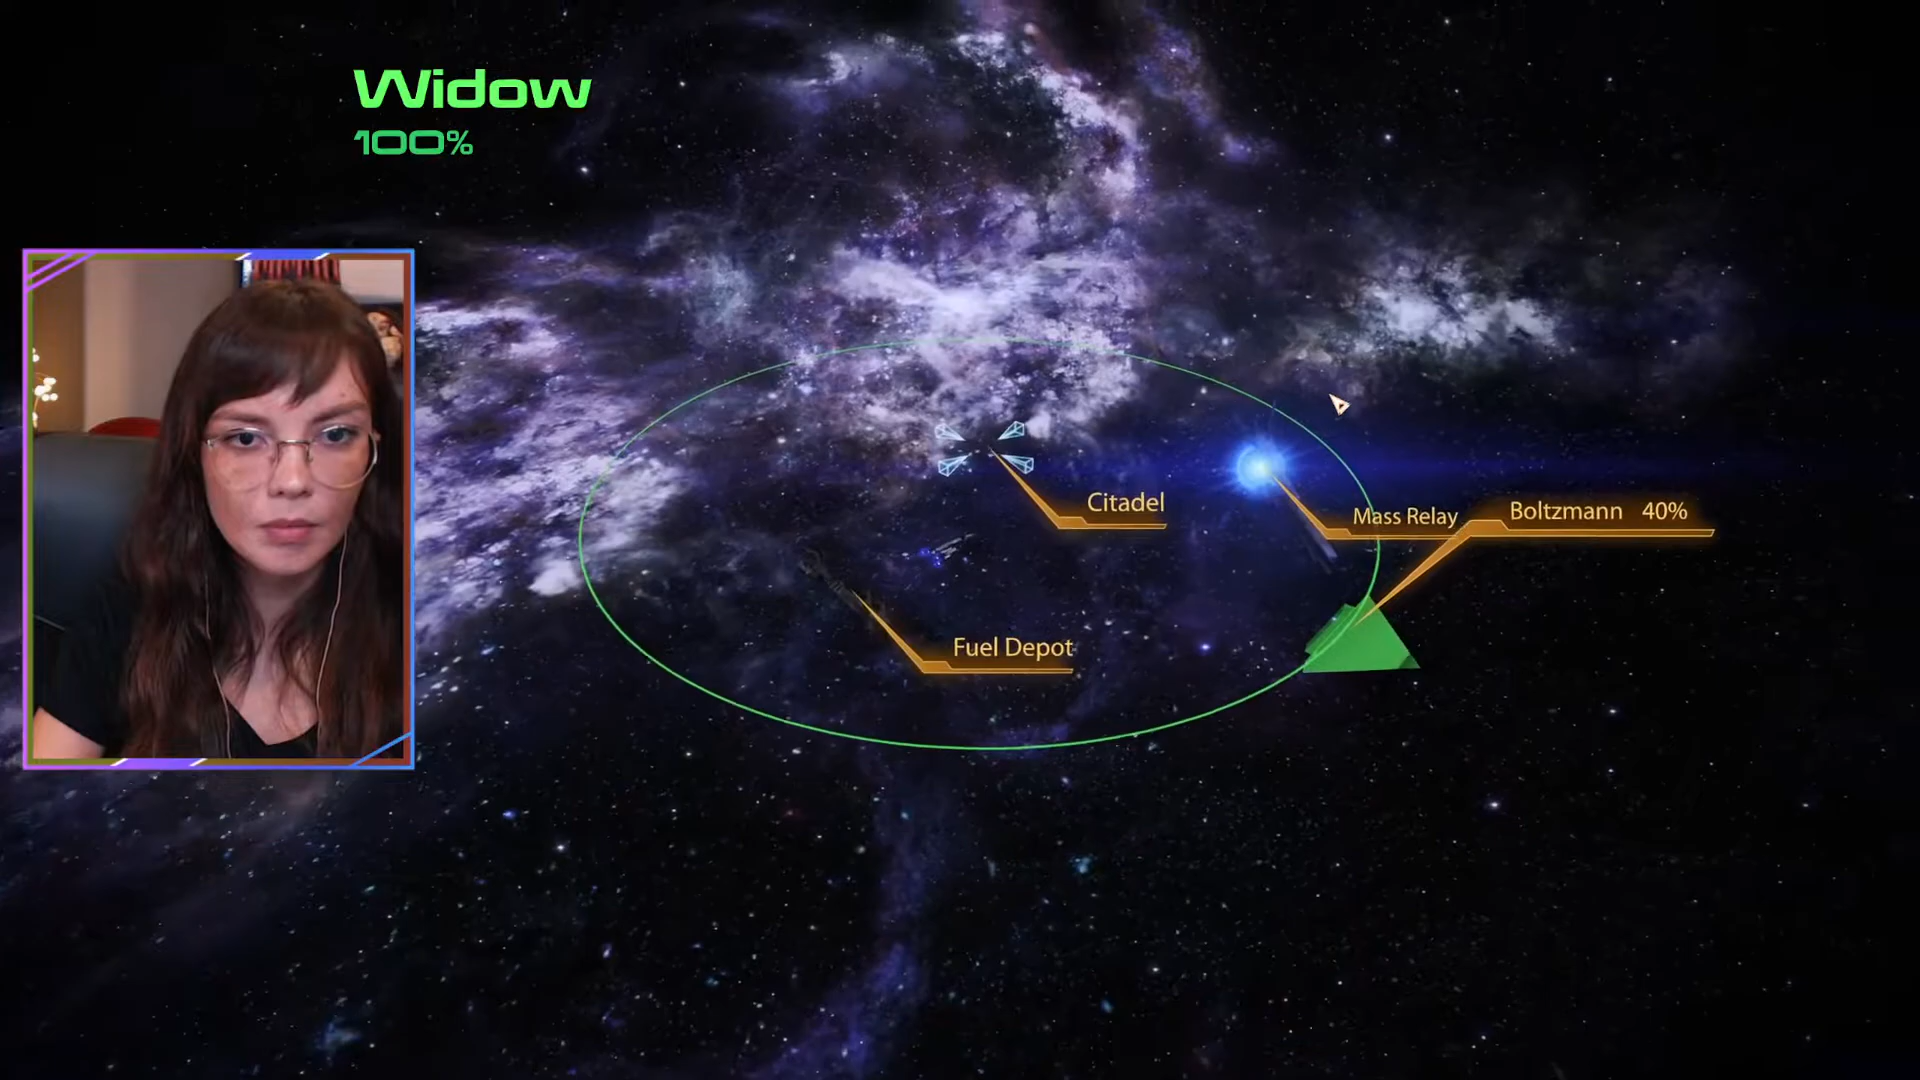 Widow
100%
Citadel
Mass Relay
Boltzmann 40%
Fuel Depot